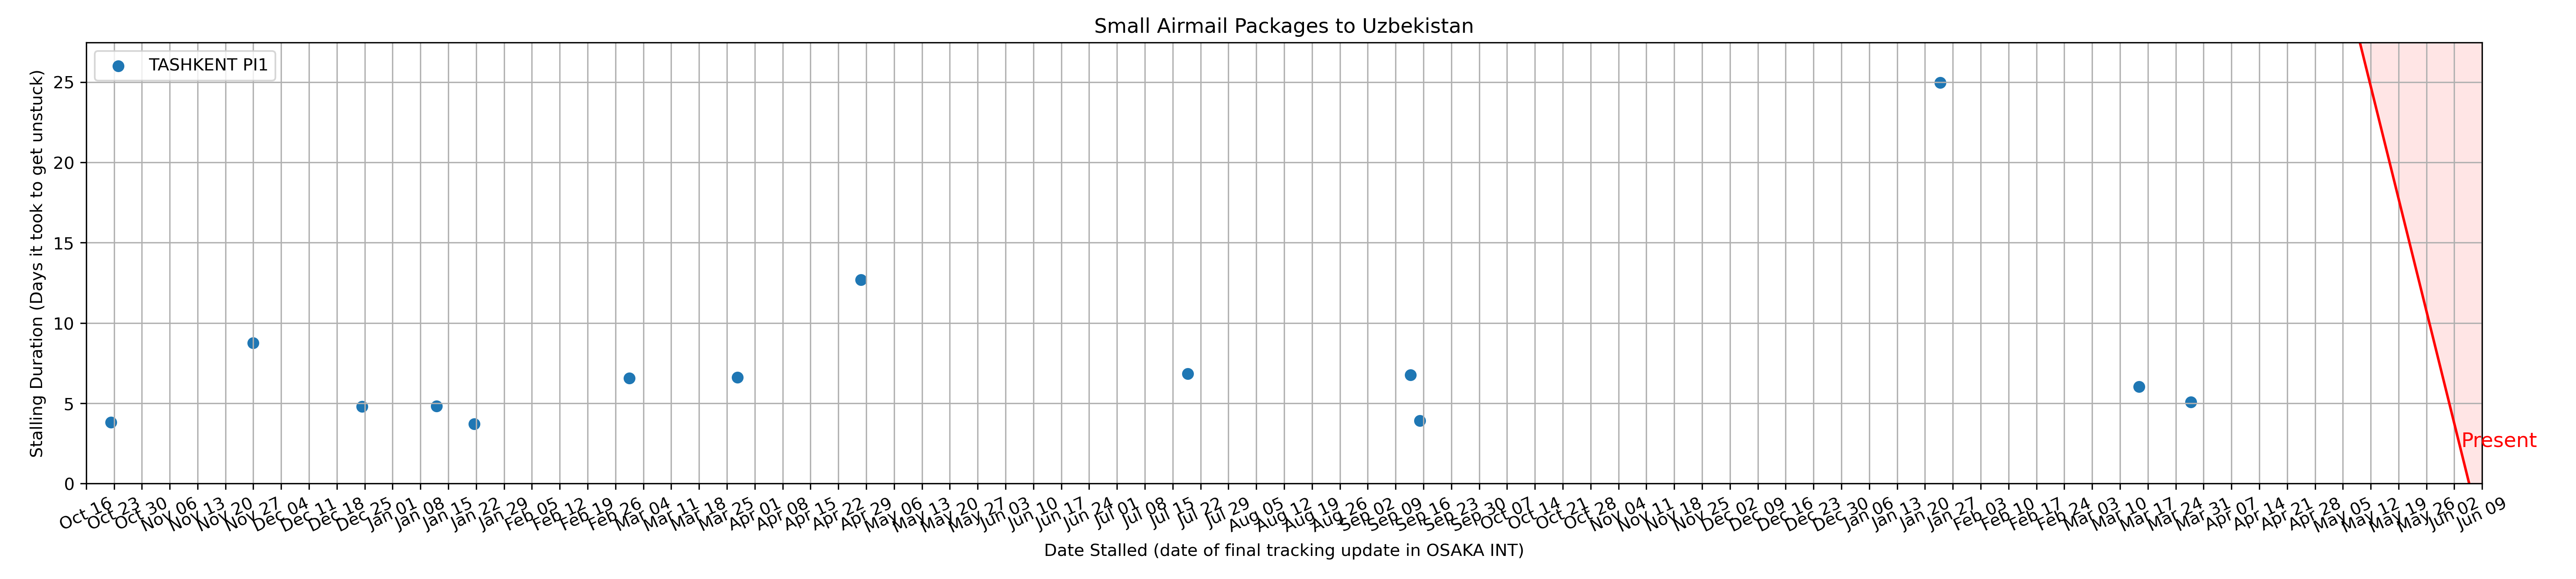 Small Airmail Packages to Uzbekistan
TASHKENT PI1
Stalling Duration (Days it took to get unstuck)
25
20
15
10
5
0
Present
Oct 16 Oct 23 Oct 30 Nov 06 Nov 13 Nov 20 Nov 27 Dec 04 Dec 11 Dec 18 Dec 25 Jan 01 Jan 08 Jan 15 Jan 22 Jan 29 Feb 05 Feb 12 Feb 19 Feb 26 Mar 04 Mar 11 Mar 18 Mar 25 Apr 01 Apr 08 Apr 15 Apr 22 Apr 29 May 06 May 13 May 20 May 27 Jun 03 Jun 10 Jun 17 Jun 24 Jul 01 Jul 08 Jul 15 Jul 22 Jul 29 Aug 05 Aug 12 Aug 19 Aug 26 Sep 02 Sep 09 Sep 16 Sep 23 Sep 30 Oct 07 Oct 14 Oct 21 Oct 28 Nov 04 Nov 11 Nov 18 Nov 25 Dec 02 Dec 09 Dec 16 Dec 23 Dec 30 Jan 06 Jan 13 Jan 20 Jan 27 Feb 03 Feb 10 Feb 17 Feb 24 Mar 03 Mar 10 Mar 17 Mar 24 Mar 31 Apr 07 Apr 14 Apr 21 Apr 28 May 05 May 12 May 19 May 26 Jun 02 Jun 09
Date Stalled (date of final tracking update in OSAKA INT)